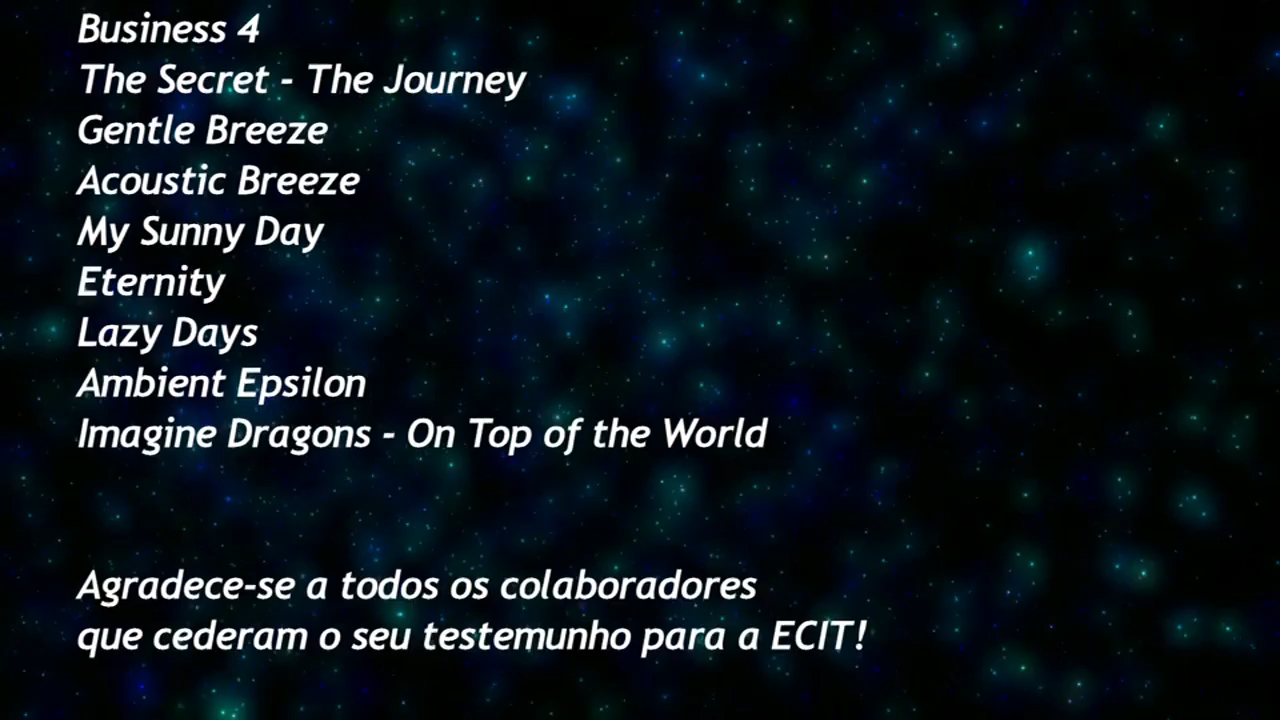 Business 4
The Secret - The Journey
Gentle Breeze
Acoustic Breeze
My Sunny Day
Eternity
Lazy Days
Ambient Epsilon
Imagine Dragons - On Top of the World
Agradece-se a todos os colaboradores
que cederam o seu testemunho para a ECIT!